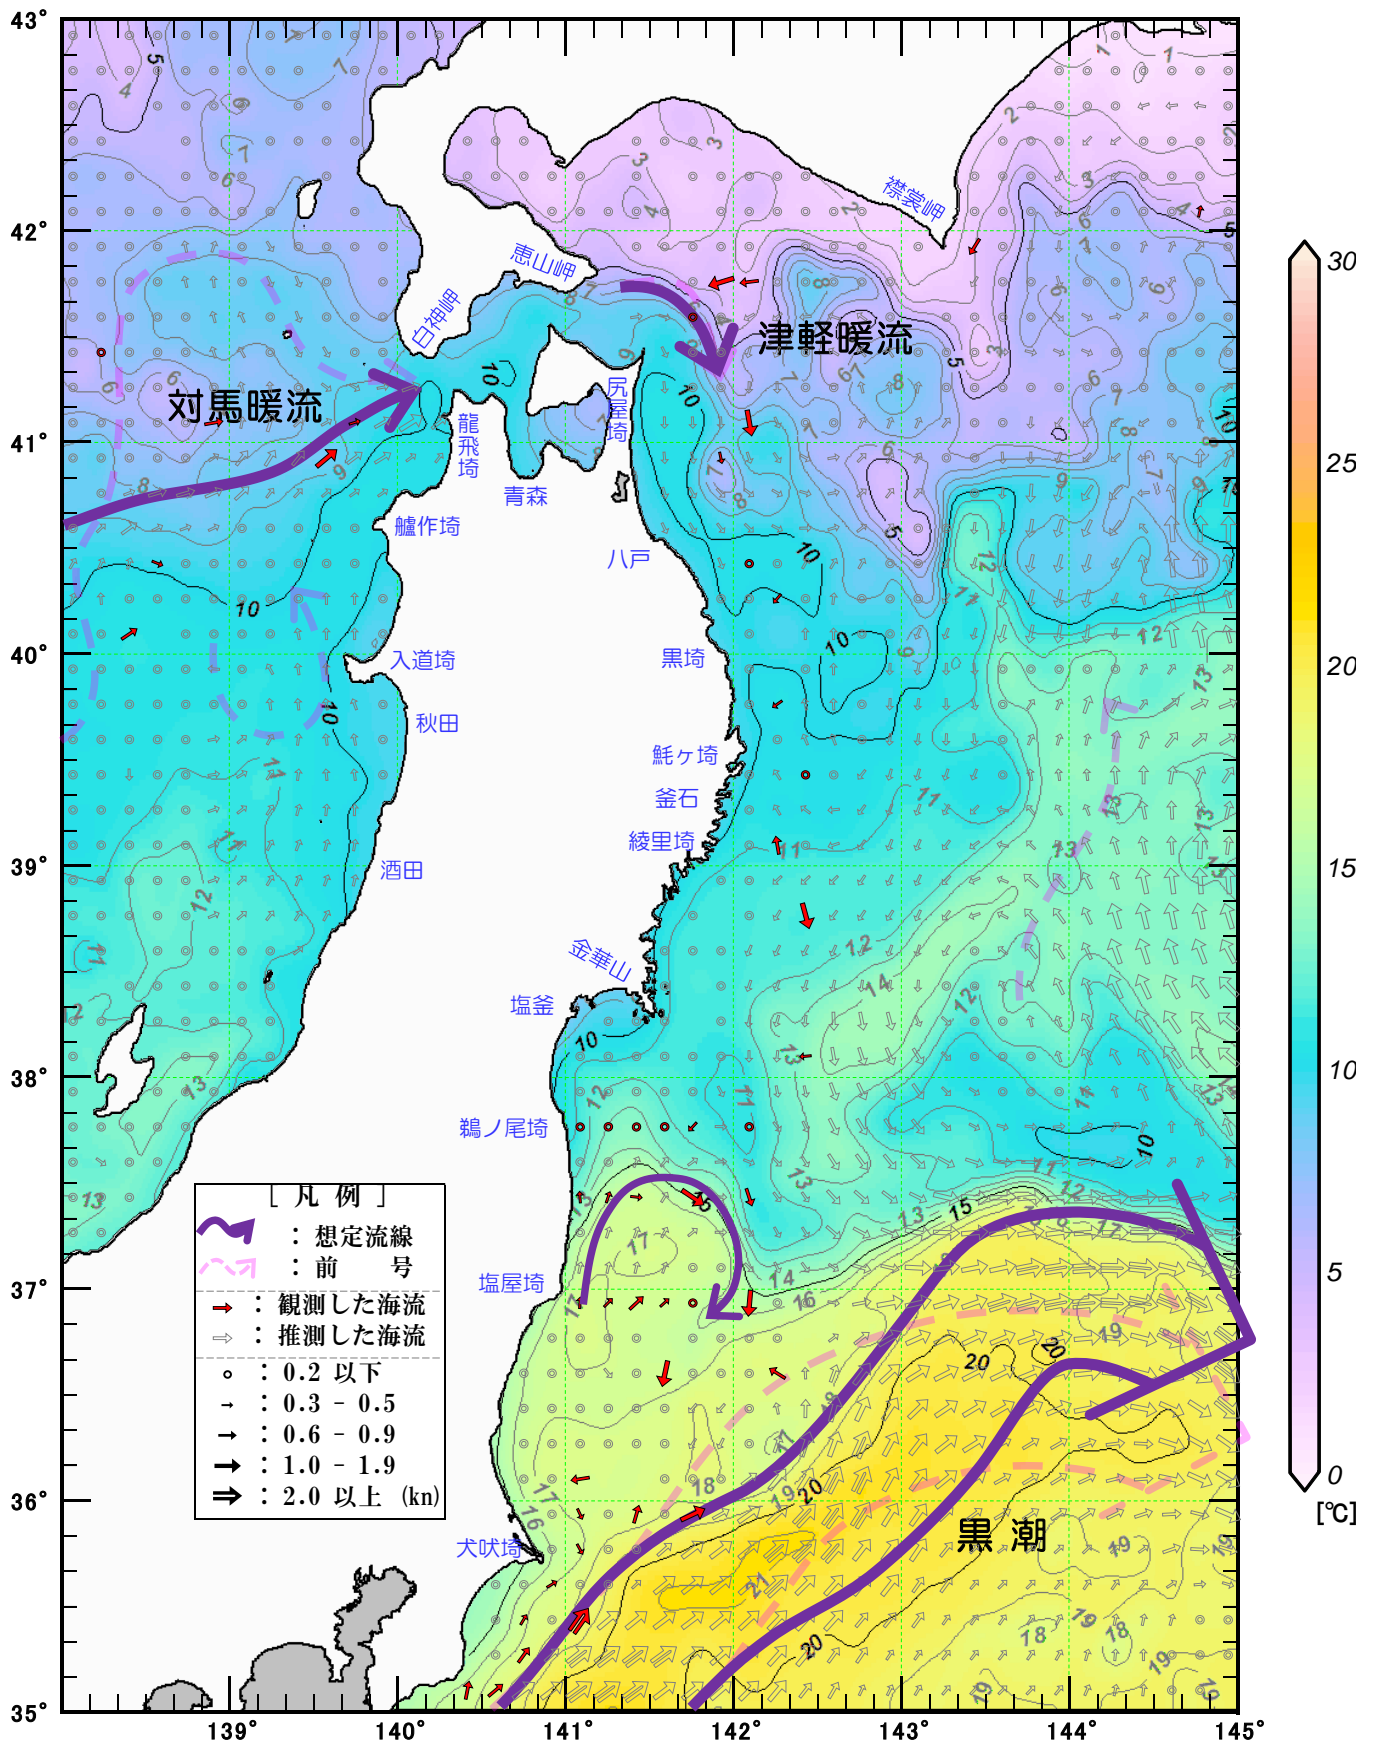 43°
42°
41°
40°
39°
38°
37°
36°
35°
139°
140°
141°
142°
143°
144°
145°
襟裳岬
恵山岬
白神岬
津軽暖流
対馬暖流
尻屋埼
龍飛埼
青森
艫作埼
八戸
入道埼
黒埼
秋田
魹ヶ埼
釜石
綾里埼
酒田
金華山
塩釜
鵜ノ尾埼
塩屋埼
犬吠埼
黒潮
[ 凡 例 ]
: 想定流線
: 前 号
: 観測した海流
: 推測した海流
: 0.2 以下
: 0.3 - 0.5
: 0.6 - 0.9
: 1.0 - 1.9
: 2.0 以上 (kn)
30
25
20
15
10
5
0
[℃]